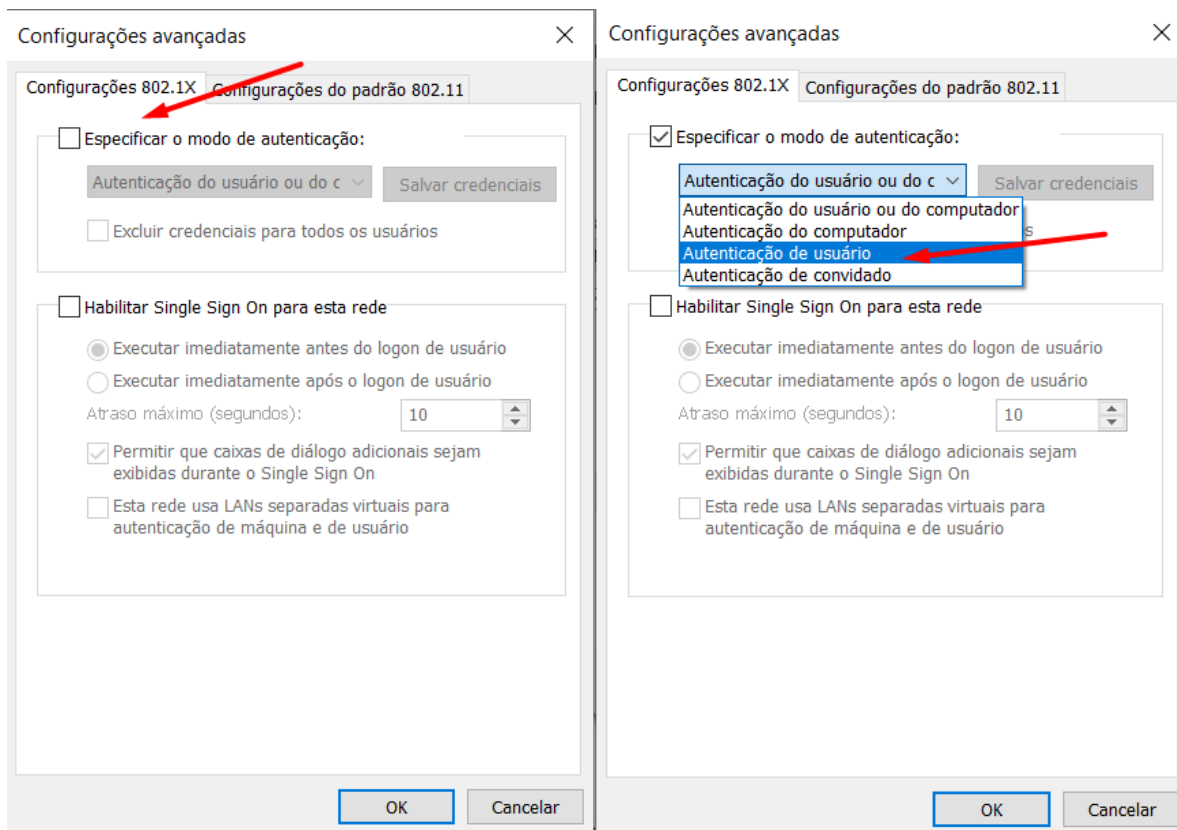 Configurações avançadas
Configurações 802.1X
Configurações do padrão 802.11
Especificar o modo de autenticação:
Autenticação do usuário ou do c
Salvar credenciais
Excluir credenciais para todos os usuários
Habilitar Single Sign On para esta rede
Executar imediatamente antes do logon de usuário
Executar imediatamente após o logon de usuário
Atraso máximo (segundos):
10
Permitir que caixas de diálogo adicionais sejam
exibidas durante o Single Sign On
Esta rede usa LANs separadas virtuais para
autenticação de máquina e de usuário
OK
Cancelar
Configurações avançadas
Configurações 802.1X
Configurações do padrão 802.11
Especificar o modo de autenticação:
Autenticação do usuário ou do c
Salvar credenciais
Autenticação do usuário ou do computador
Autenticação do computador
s
Autenticação de usuário
Autenticação de convidado
Habilitar Single Sign On para esta rede
Executar imediatamente antes do logon de usuário
Executar imediatamente após o logon de usuário
Atraso máximo (segundos):
10
Permitir que caixas de diálogo adicionais sejam
exibidas durante o Single Sign On
Esta rede usa LANs separadas virtuais para
autenticação de máquina e de usuário
OK
Cancelar